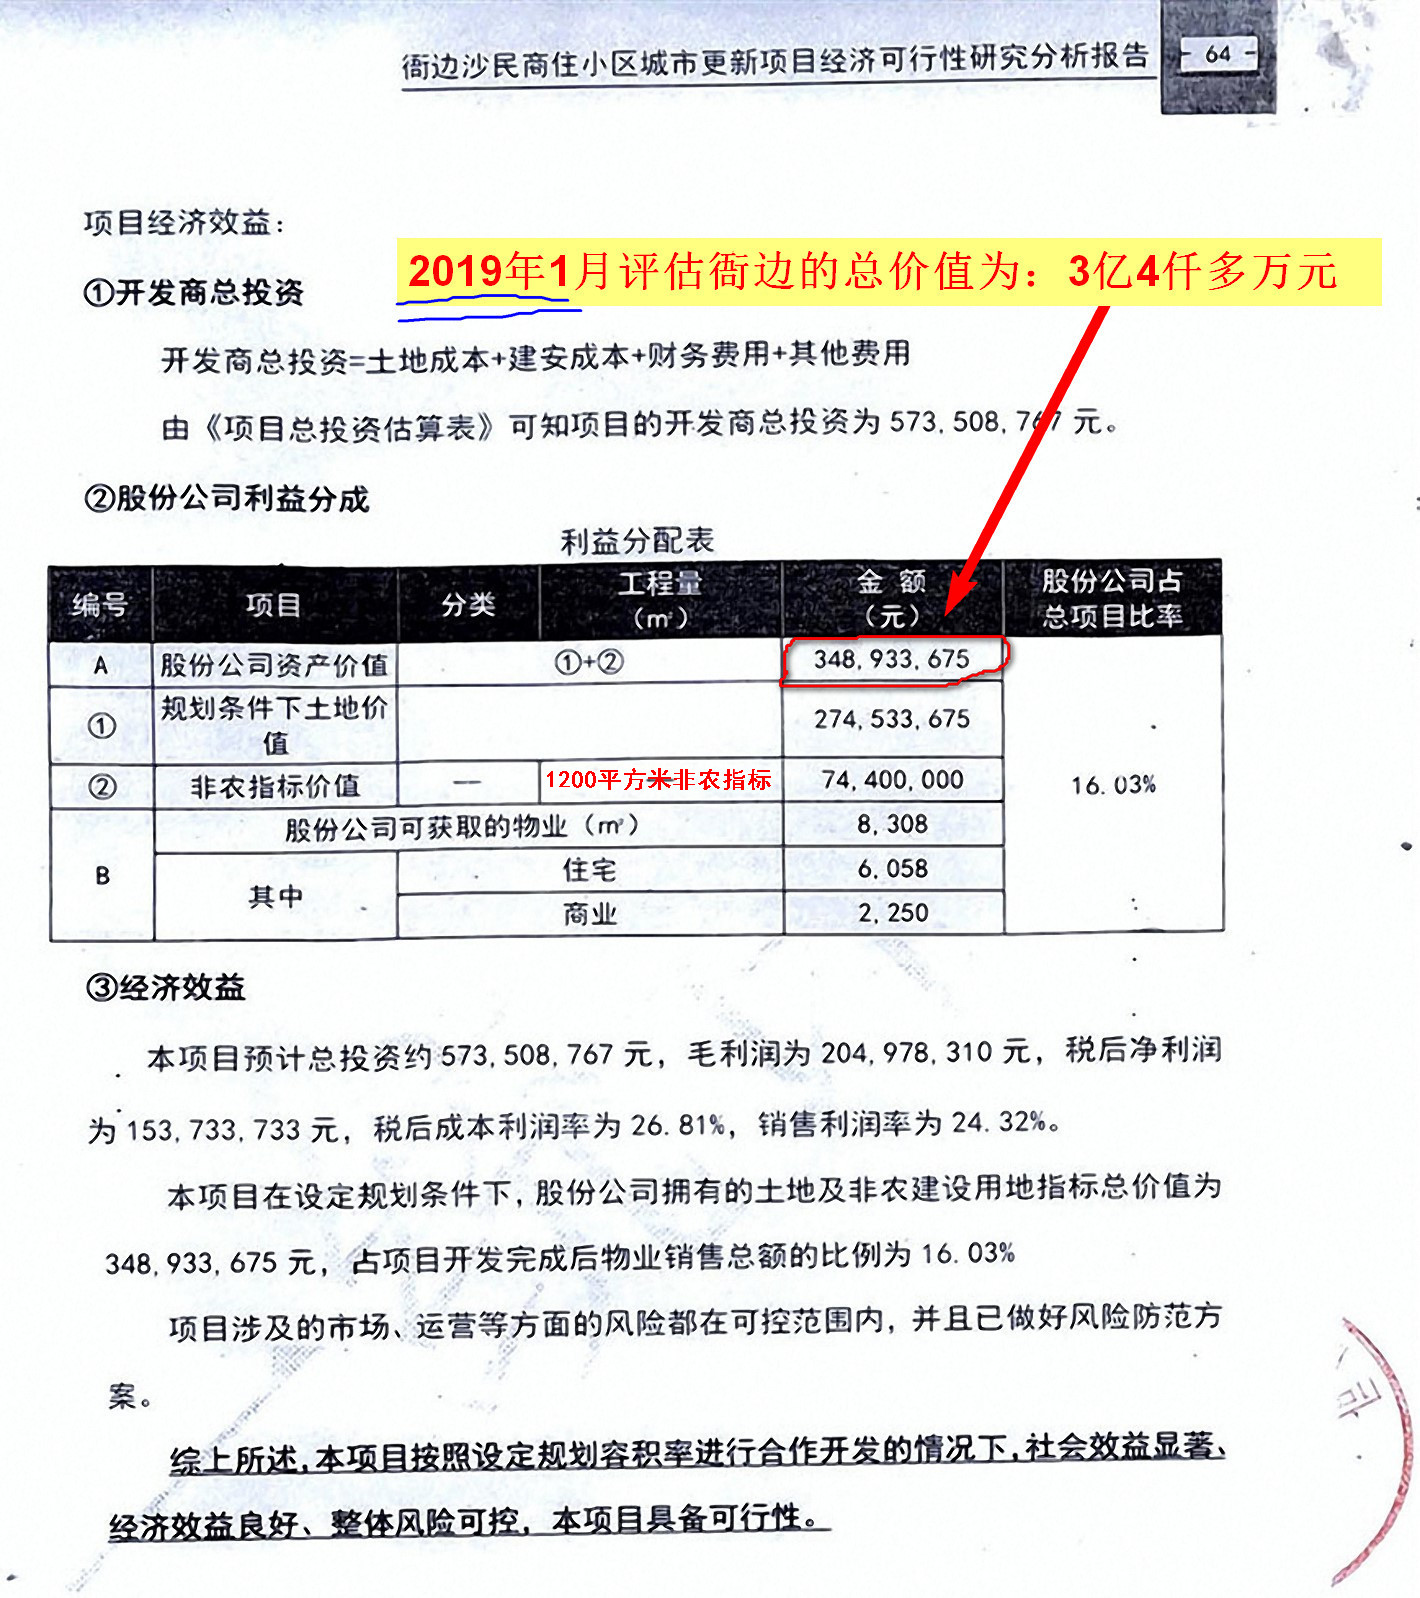 衙边沙民商住小区城市更新项目经济可行性研究分析报告
- 64 -
项目经济效益：
2019年1月评估衙边的总价值为：3亿4仟多万元
①开发商总投资
开发商总投资=土地成本+建安成本+财务费用+其他费用
由《项目总投资估算表》可知项目的开发商总投资为 573,508,767 元。
②股份公司利益分成
利益分配表
编号 项目 分类 工程量（㎡） 金 额（元） 股份公司占总项目比率
A 股份公司资产价值 ①+② 348,933,675
① 规划条件下土地价值 274,533,675
② 非农指标价值 — 1200平方米非农指标 74,400,000 16.03%
B 股份公司可获取的物业（㎡） 8,308
其中 住宅 6,058
商业 2,250
③经济效益
本项目预计总投资约 573,508,767 元，毛利润为 204,978,310 元，税后净利润
为 153,733,733 元，税后成本利润率为 26.81%，销售利润率为 24.32%。
本项目在设定规划条件下，股份公司拥有的土地及非农建设用地指标总价值为
348,933,675 元，占项目开发完成后物业销售总额的比例为 16.03%
项目涉及的市场、运营等方面的风险都在可控范围内，并且已做好风险防范方
案。
综上所述，本项目按照设定规划容积率进行合作开发的情况下，社会效益显著、
经济效益良好、整体风险可控，本项目具备可行性。